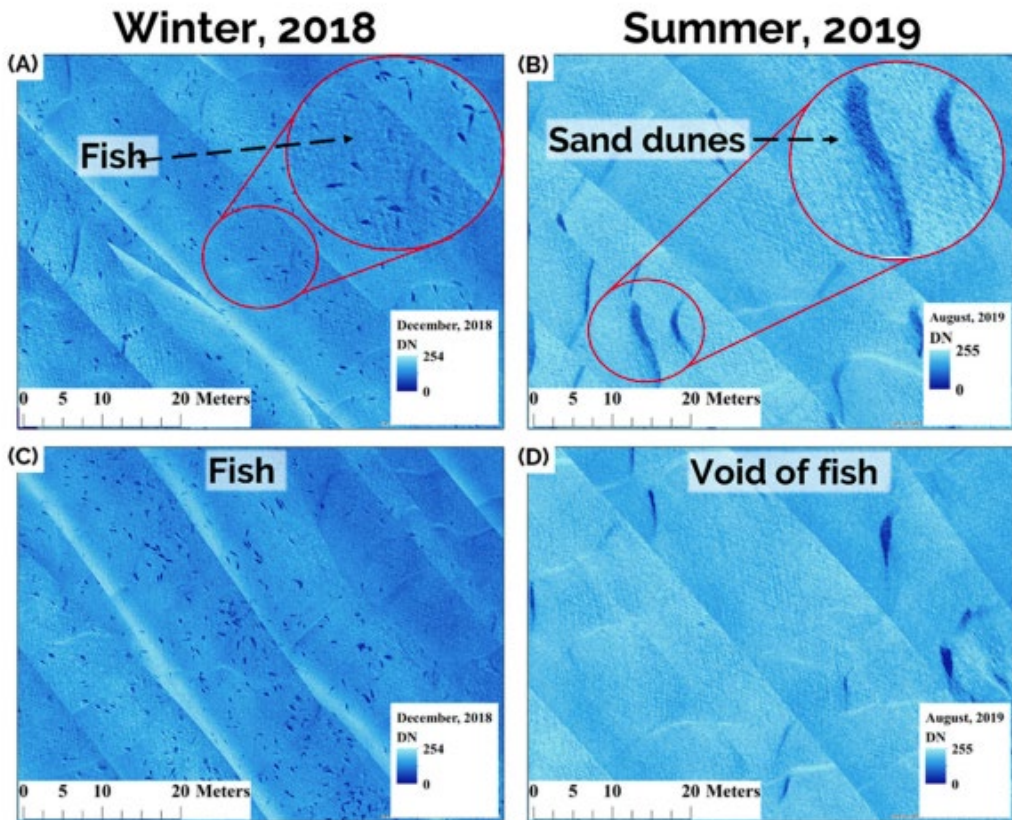 Winter, 2018
Summer, 2019
(A)
Fish
December, 2018
DN
254
0
0 5 10 20 Meters
(B)
Sand dunes
August, 2019
DN
255
0
0 5 10 20 Meters
(C)
Fish
December, 2018
DN
254
0
0 5 10 20 Meters
(D)
Void of fish
August, 2019
DN
255
0
0 5 10 20 Meters